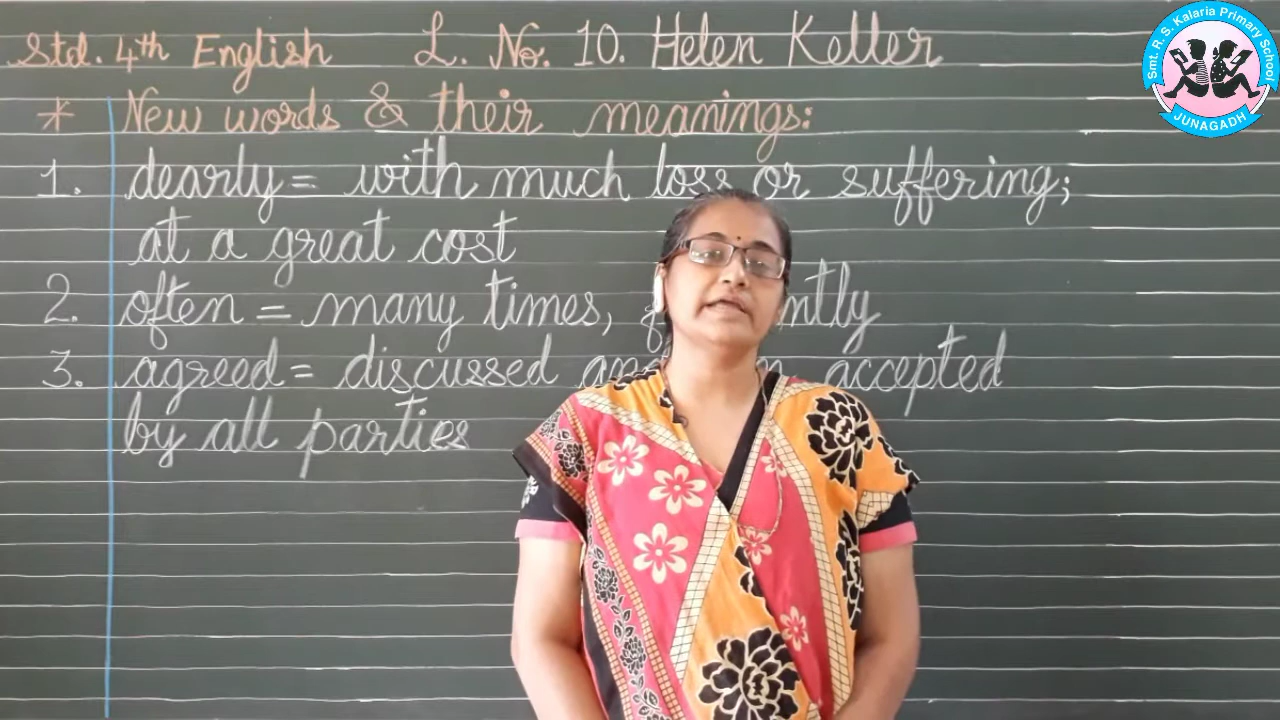 Std. 4th English L. No. 10. Helen Keller
* New words & their meanings:
1. dearly = with much loss or suffering;
at a great cost
2. often = many times,
3. agreed = discussed accepted
by all parties
Smt. R. S. Kalaria Primary School
JUNAGADH